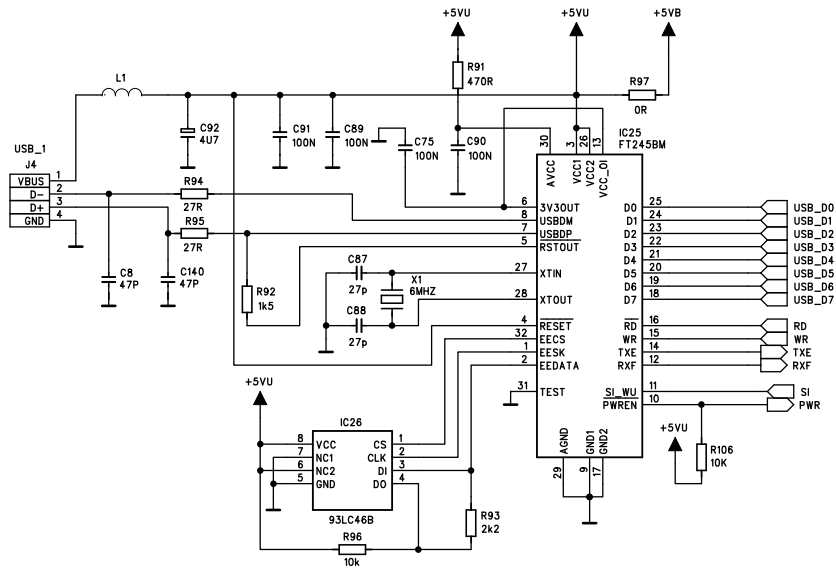 +5VU
+5VU
+5VB
L1
R91
470R
R97
0R
C92
4U7
C91
100N
C89
100N
C75
100N
C90
100N
IC25
FT245BM
USB_1
J4
VBUS 1
D- 2
D+ 3
GND 4
R94
27R
R95
27R
C8
47P
C140
47P
R92
1k5
C87
27p
X1
6MHZ
C88
27p
30 AVCC
3 VCC1
26 VCC2
13 VCC_OI
6 3V3OUT
8 USBDM
7 USBDP
5 RSTOUT
27 XTIN
28 XTOUT
4 RESET
32 EECS
1 EESK
2 EEDATA
31 TEST
D0 25 USB_D0
D1 24 USB_D1
D2 23 USB_D2
D3 22 USB_D3
D4 21 USB_D4
D5 20 USB_D5
D6 19 USB_D6
D7 18 USB_D7
RD 16 RD
WR 15 WR
TXE 14 TXE
RXF 12 RXF
SI_WU 11 SI
PWREN 10 PWR
AGND 29
GND1 9
GND2 17
+5VU
R106
10K
+5VU
IC26
8 VCC
7 NC1
6 NC2
5 GND
CS 1
CLK 2
DI 3
DO 4
93LC46B
R93
2k2
R96
10k